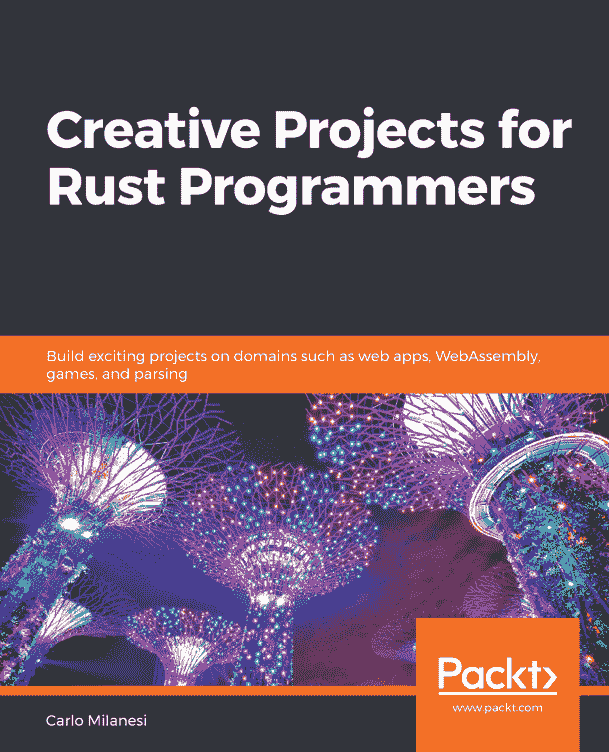 Creative Projects for
Rust Programmers
Build exciting projects on domains such as web apps, WebAssembly,
games, and parsing
Packt>
www.packt.com
Carlo Milanesi